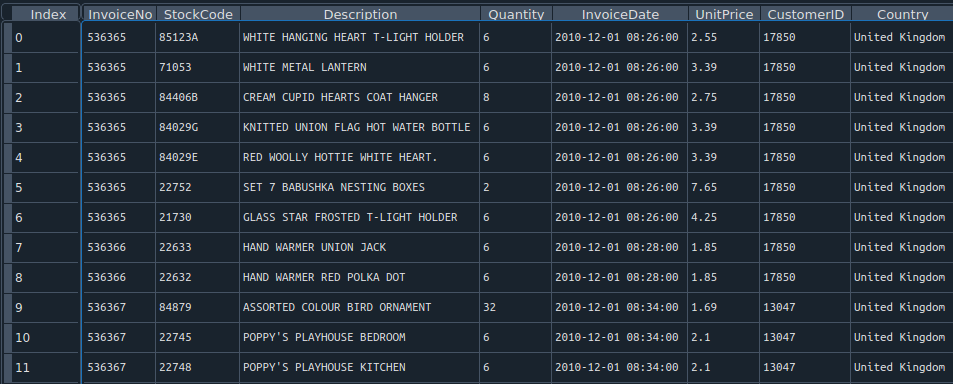 Index InvoiceNo StockCode Description Quantity InvoiceDate UnitPrice CustomerID Country
0 536365 85123A WHITE HANGING HEART T-LIGHT HOLDER 6 2010-12-01 08:26:00 2.55 17850 United Kingdom
1 536365 71053 WHITE METAL LANTERN 6 2010-12-01 08:26:00 3.39 17850 United Kingdom
2 536365 84406B CREAM CUPID HEARTS COAT HANGER 8 2010-12-01 08:26:00 2.75 17850 United Kingdom
3 536365 84029G KNITTED UNION FLAG HOT WATER BOTTLE 6 2010-12-01 08:26:00 3.39 17850 United Kingdom
4 536365 84029E RED WOOLLY HOTTIE WHITE HEART. 6 2010-12-01 08:26:00 3.39 17850 United Kingdom
5 536365 22752 SET 7 BABUSHKA NESTING BOXES 2 2010-12-01 08:26:00 7.65 17850 United Kingdom
6 536365 21730 GLASS STAR FROSTED T-LIGHT HOLDER 6 2010-12-01 08:26:00 4.25 17850 United Kingdom
7 536366 22633 HAND WARMER UNION JACK 6 2010-12-01 08:28:00 1.85 17850 United Kingdom
8 536366 22632 HAND WARMER RED POLKA DOT 6 2010-12-01 08:28:00 1.85 17850 United Kingdom
9 536367 84879 ASSORTED COLOUR BIRD ORNAMENT 32 2010-12-01 08:34:00 1.69 13047 United Kingdom
10 536367 22745 POPPY'S PLAYHOUSE BEDROOM 6 2010-12-01 08:34:00 2.1 13047 United Kingdom
11 536367 22748 POPPY'S PLAYHOUSE KITCHEN 6 2010-12-01 08:34:00 2.1 13047 United Kingdom